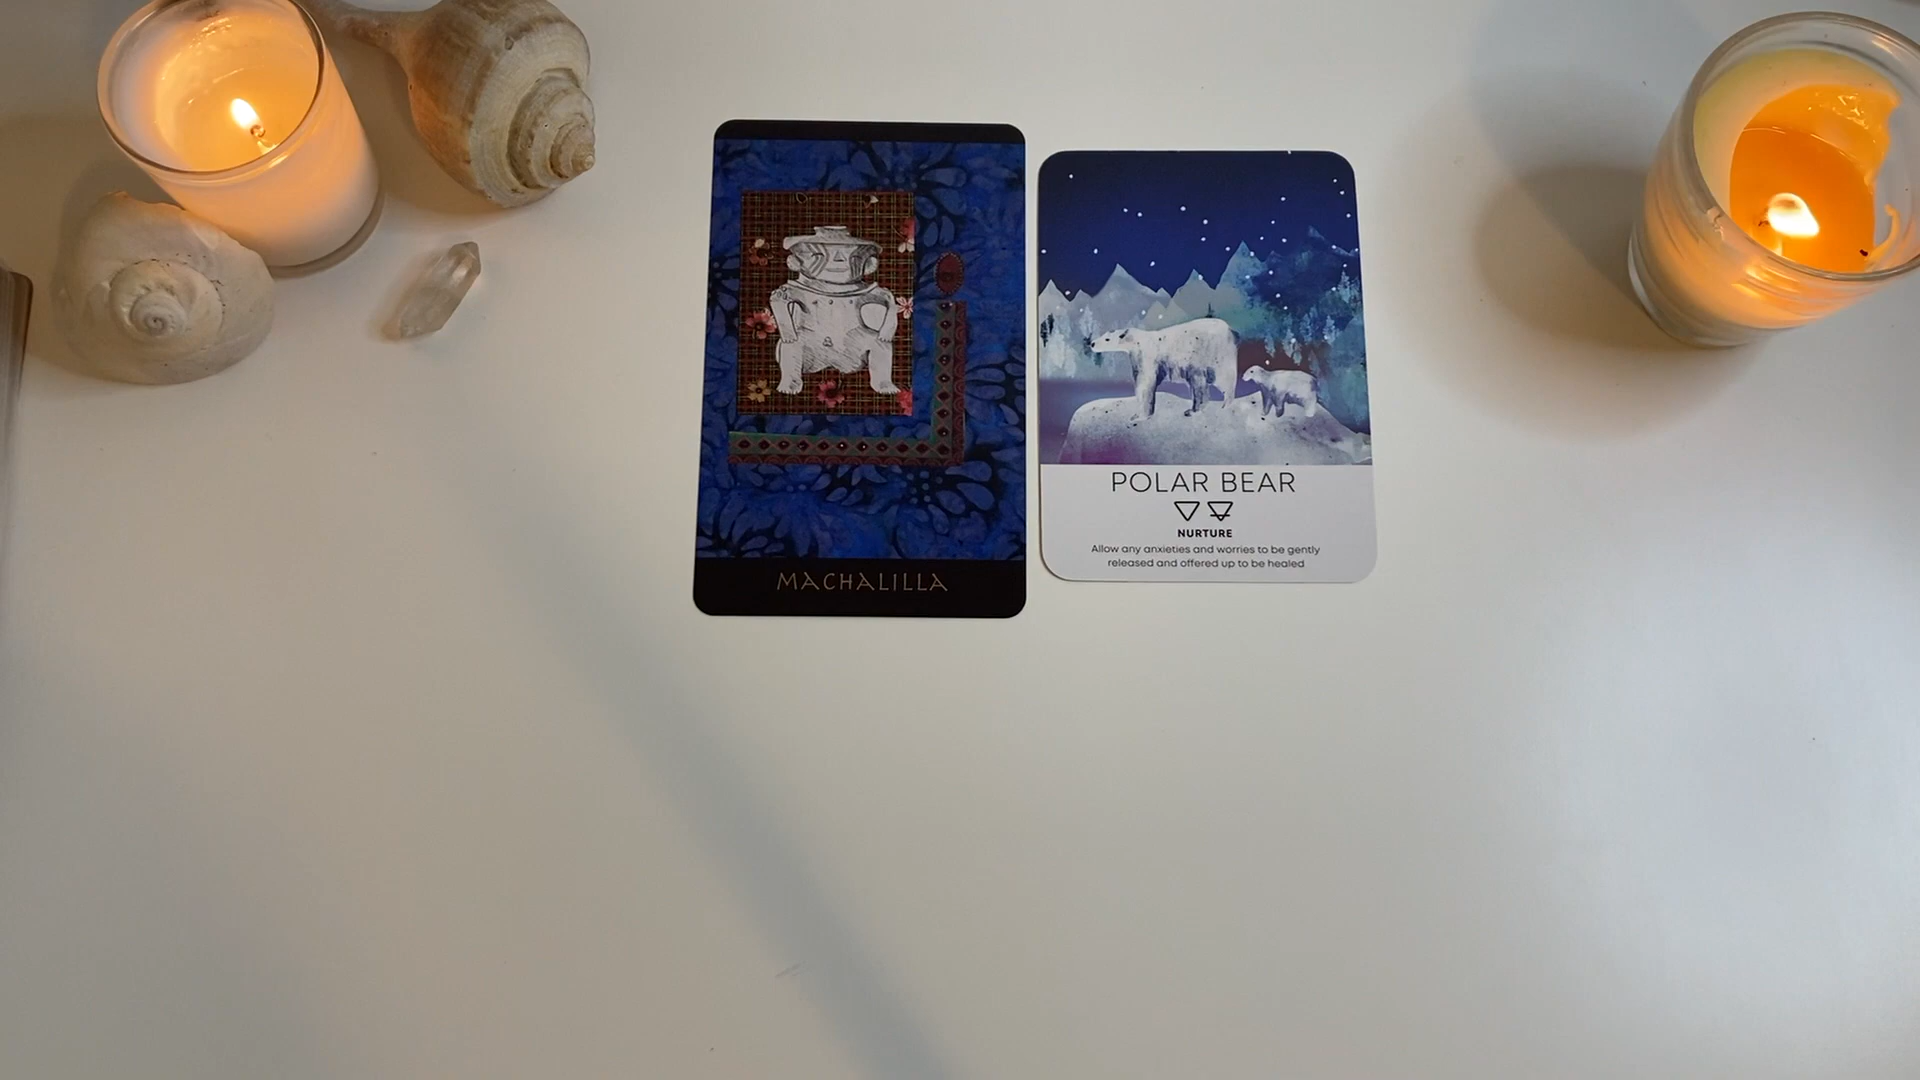 MACHALILLA
POLAR BEAR
NURTURE
Allow any anxieties and worries to be gently
released and offered up to be healed